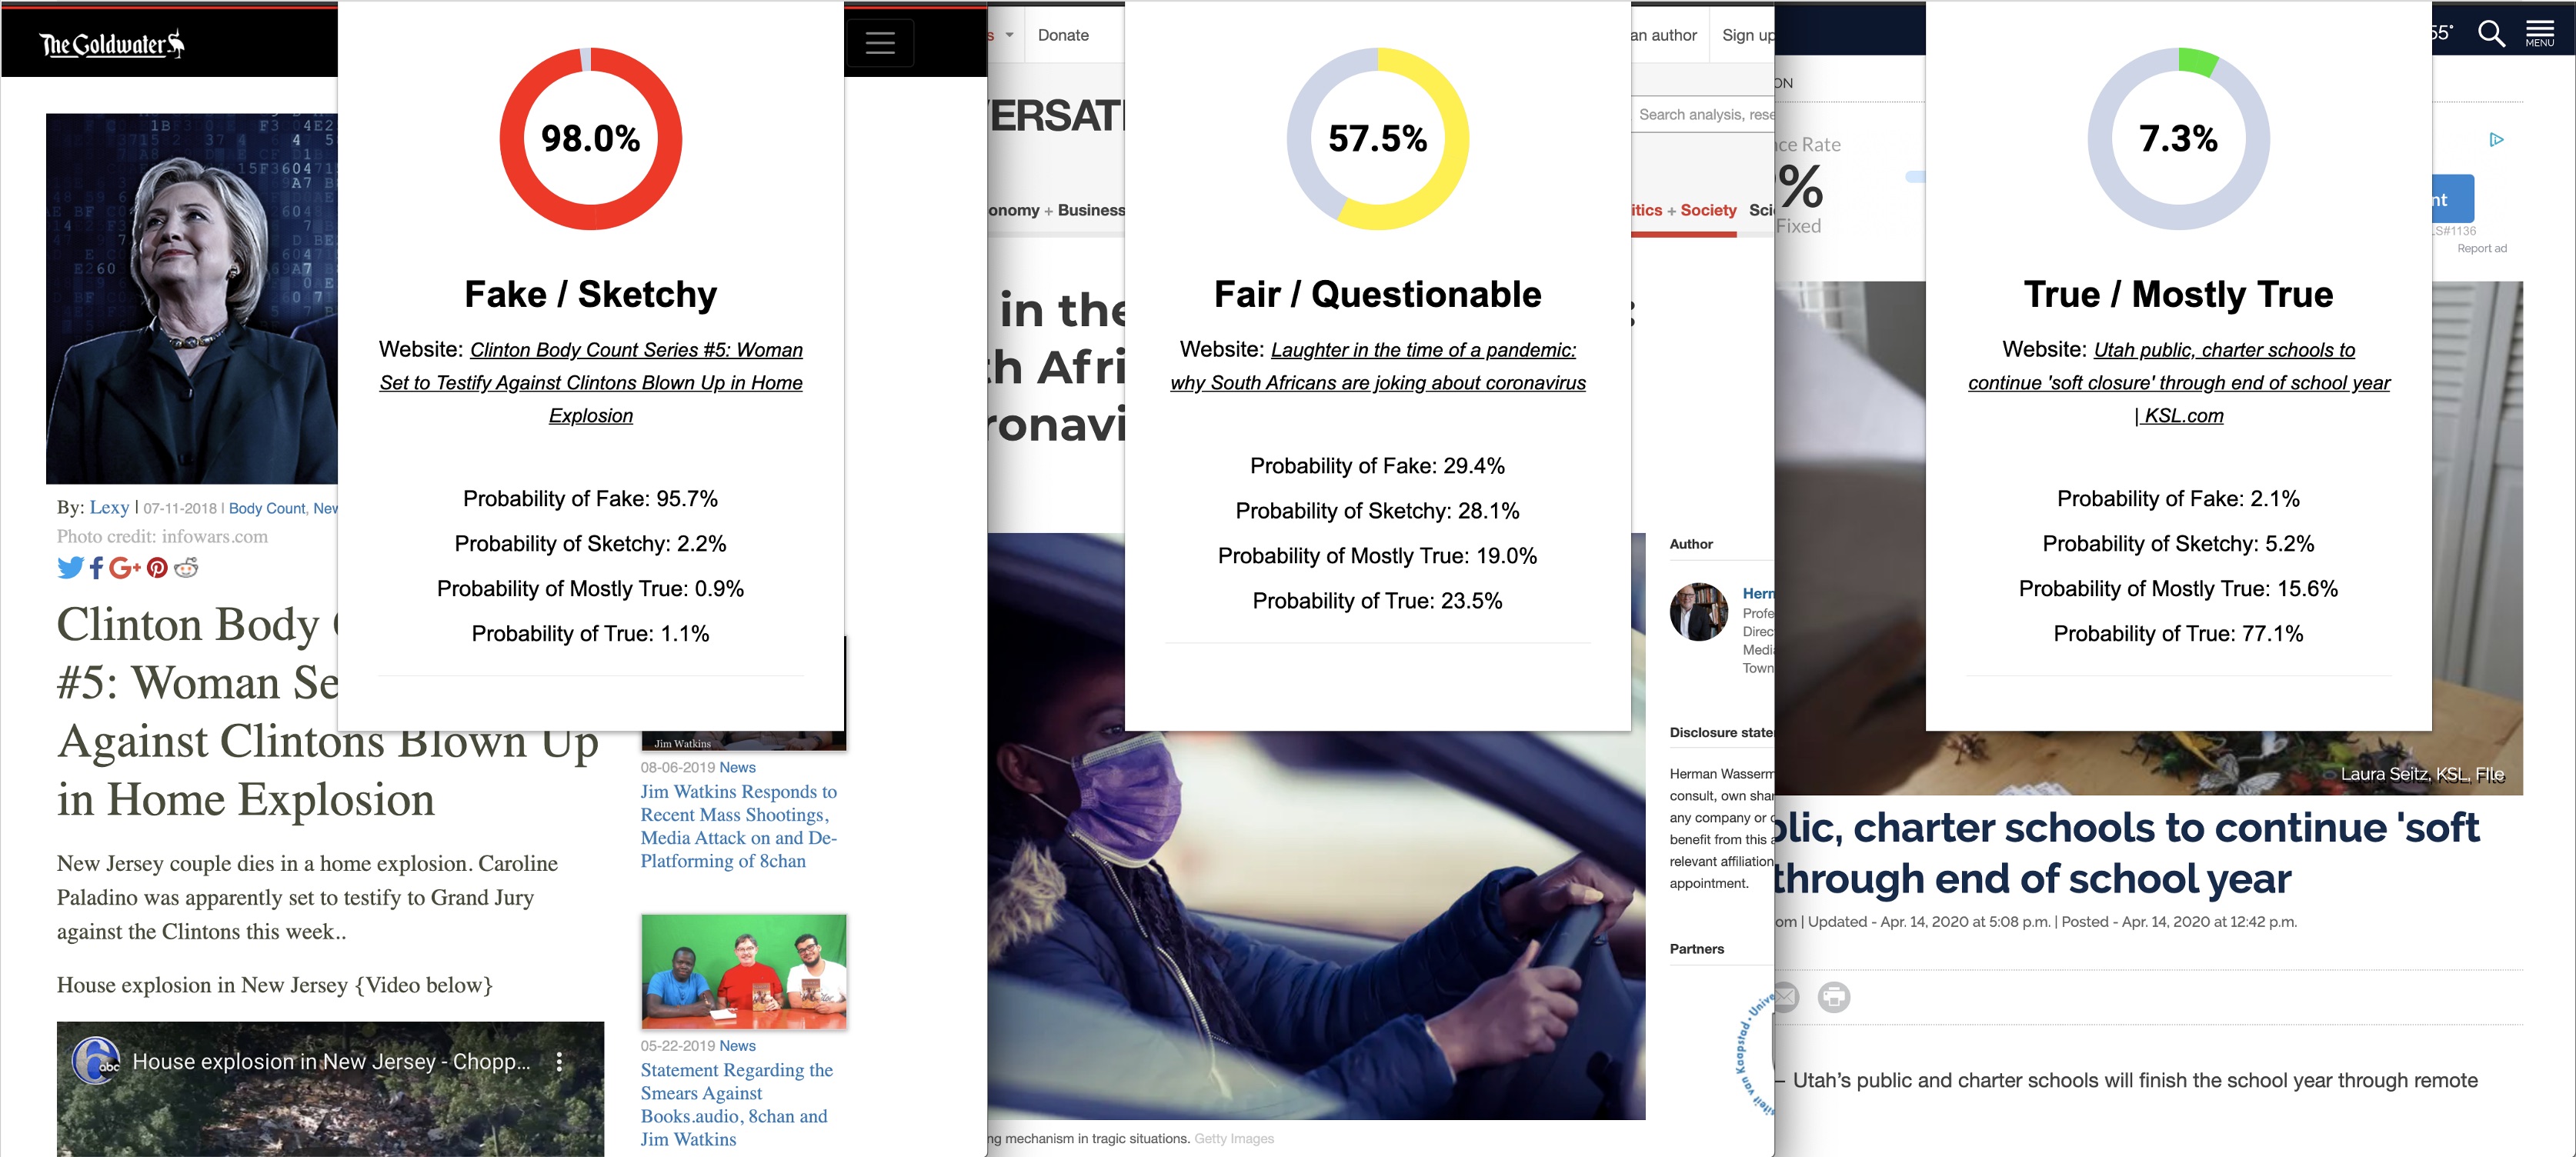 The Goldwater
98.0%
Fake / Sketchy
Website: Clinton Body Count Series #5: Woman
Set to Testify Against Clintons Blown Up in Home
Explosion
Probability of Fake: 95.7%
Probability of Sketchy: 2.2%
Probability of Mostly True: 0.9%
Probability of True: 1.1%
By: Lexy | 07-11-2018 | Body Count, New
Photo credit: infowars.com
Clinton Body
#5: Woman Se
Against Clintons Blown Up
in Home Explosion
New Jersey couple dies in a home explosion. Caroline
Paladino was apparently set to testify to Grand Jury
against the Clintons this week..
House explosion in New Jersey {Video below}
abc House explosion in New Jersey - Chopp...
Jim Watkins
08-06-2019 News
Jim Watkins Responds to
Recent Mass Shootings,
Media Attack on and De-
Platforming of 8chan
05-22-2019 News
Statement Regarding the
Smears Against
Books.audio, 8chan and
Jim Watkins
s Donate
an author Sign up
ERSAT
Search analysis, rese
onomy + Business
itics + Society Sci
in the
th Afri
ronavi
57.5%
Fair / Questionable
Website: Laughter in the time of a pandemic:
why South Africans are joking about coronavirus
Probability of Fake: 29.4%
Probability of Sketchy: 28.1%
Probability of Mostly True: 19.0%
Probability of True: 23.5%
Author
Herm
Profe
Direc
Media
Town
Disclosure state
Herman Wasserm
consult, own shar
any company or o
benefit from this a
relevant affiliation
appointment.
Partners
siteit van Kaapstad • Unive
ng mechanism in tragic situations. Getty Images
55°
MENU
ON
ce Rate
%
Fixed
nt
LS#1136
Report ad
7.3%
True / Mostly True
Website: Utah public, charter schools to
continue 'soft closure' through end of school year
| KSL.com
Probability of Fake: 2.1%
Probability of Sketchy: 5.2%
Probability of Mostly True: 15.6%
Probability of True: 77.1%
Laura Seitz, KSL, File
blic, charter schools to continue 'soft
through end of school year
om | Updated - Apr. 14, 2020 at 5:08 p.m. | Posted - Apr. 14, 2020 at 12:42 p.m.
— Utah's public and charter schools will finish the school year through remote